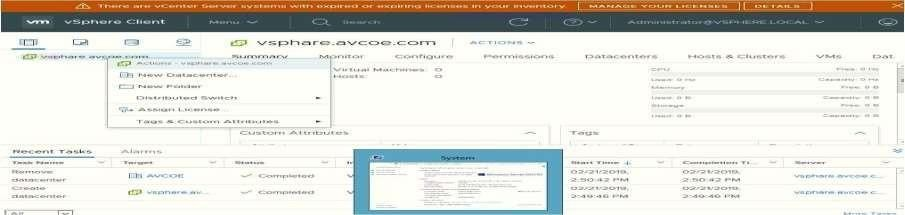 There are vCenter Server systems with expired or expiring licenses in your inventory. MANAGE YOUR LICENSES DETAILS
vm vSphere Client Menu Search Administrator@VSPHERE.LOCAL
vsphare.avcoe.com ACTIONS
vsphare.avcoe.com Summary Monitor Configure Permissions Datacenters Hosts & Clusters VMs Dat
Actions - vsphare.avcoe.com
New Datacenter...
New Folder
Distributed Switch
Assign License...
Tags & Custom Attributes
Virtual Machines: 0
Hosts: 0
CPU Free: 0 Hz
Used: 0 Hz Capacity: 0 Hz
Memory Free: 0 B
Used: 0 B Capacity: 0 B
Storage Free: 0 B
Used: 0 B Capacity: 0 B
Custom Attributes Tags
Recent Tasks Alarms
Task Name Target Status Start Time Completion Ti... Server
Remove datacenter AVCOE Completed 02/21/2019, 2:50:42 PM 02/21/2019, 2:50:42 PM vsphare.avcoe.c...
Create datacenter vsphare.av... Completed 02/21/2019, 2:49:46 PM 02/21/2019, 2:49:46 PM vsphare.avcoe.c...
System
All More Tasks